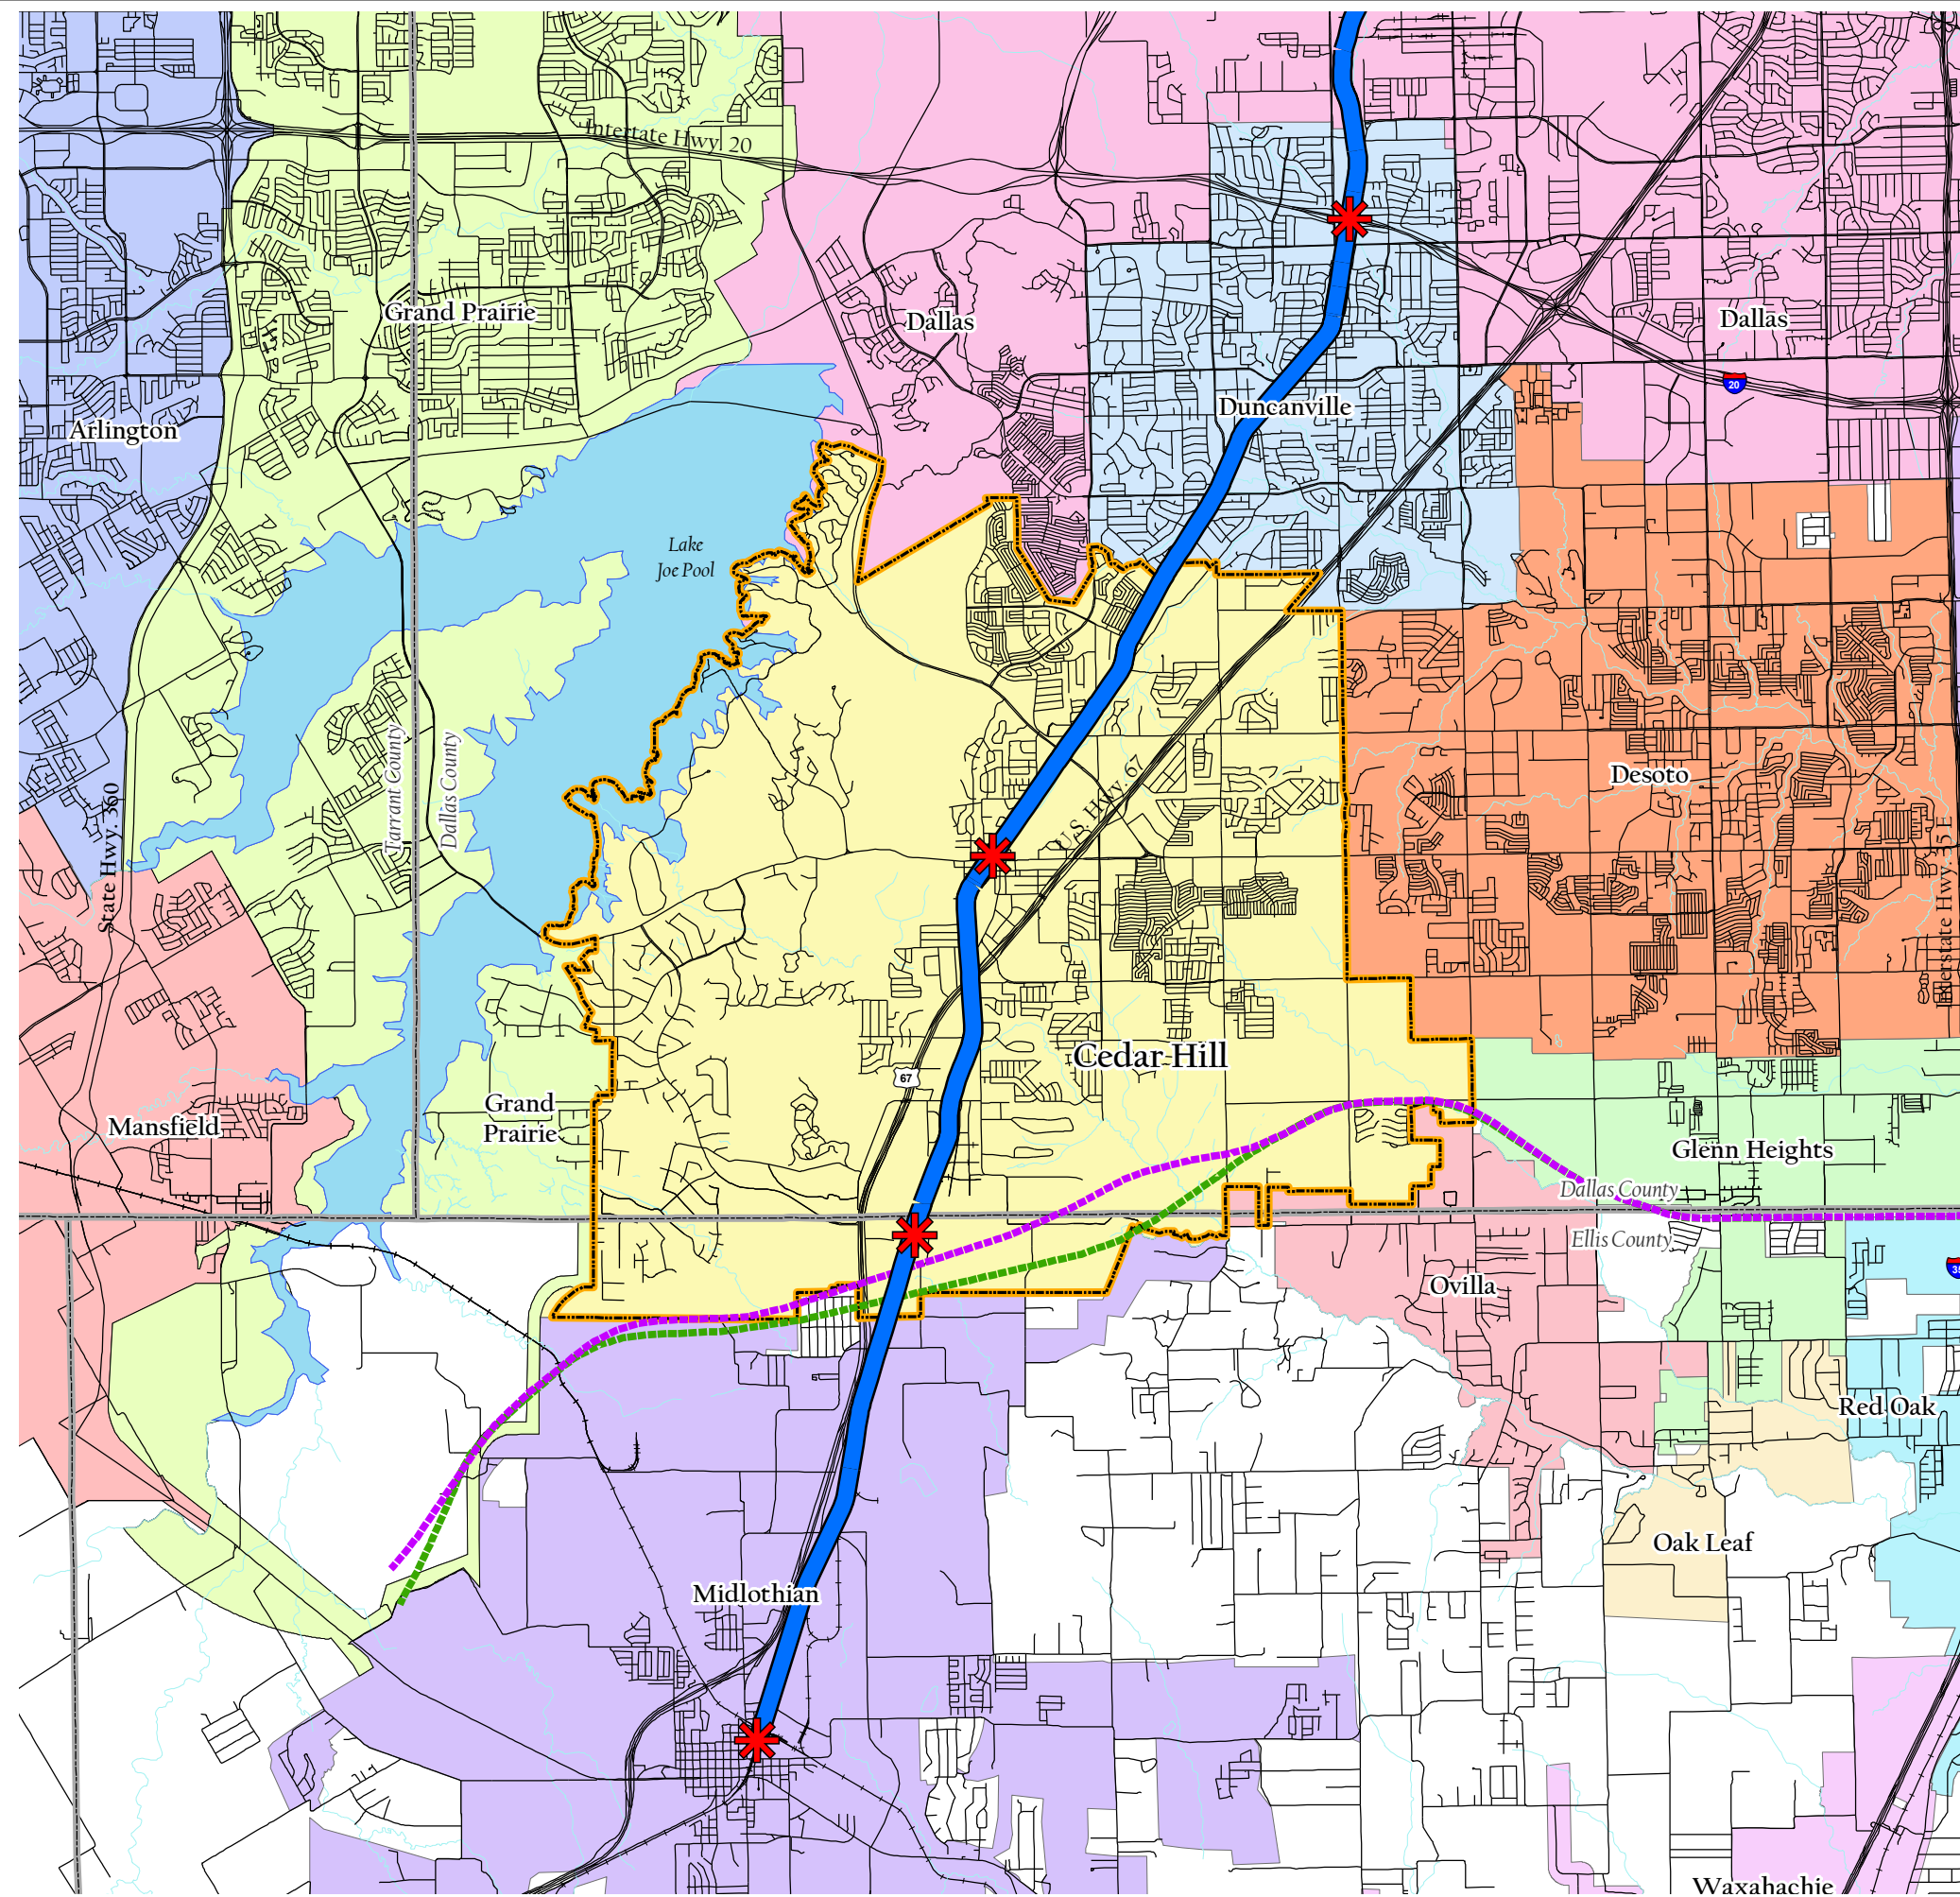 Intertate Hwy. 20
Grand Prairie
Dallas
Dallas
20
Duncanville
Arlington
Lake
Joe Pool
Tarrant County
Dallas County
State Hwy. 360
U.S. Hwy. 67
Desoto
Interstate Hwy. 35 E
Cedar Hill
67
Grand
Prairie
Mansfield
Glenn Heights
Dallas County
Ellis County
Ovilla
Red Oak
Oak Leaf
Midlothian
Waxahachie